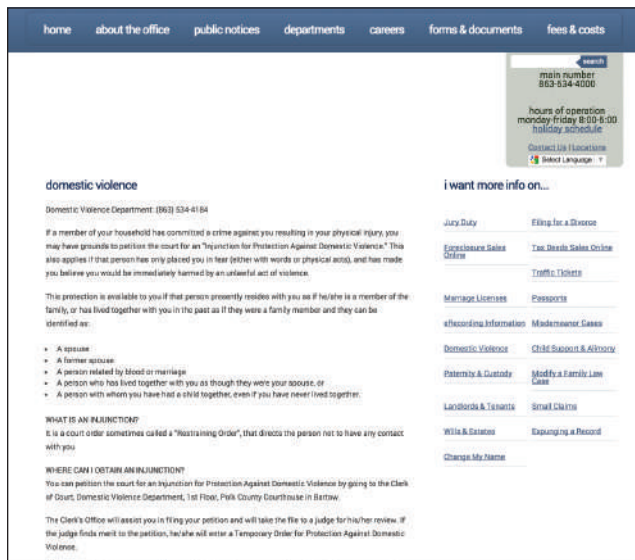 home about the office public notices departments careers forms & documents fees & costs
search
main number
863-534-4000
hours of operation
monday-friday 8:00-5:00
holiday schedule
Contact Us | Locations
Select Language
domestic violence
Domestic Violence Department: (863) 534-4184
If a member of your household has committed a crime against you resulting in your physical injury, you
may have grounds to petition the court for an "Injunction for Protection Against Domestic Violence." This
also applies if that person has only placed you in fear (either with words or physical acts), and has made
you believe you would be immediately harmed by an unlawful act of violence.
This protection is available to you if that person presently resides with you as if he/she is a member of the
family, or has lived together with you in the past as if they were a family member and they can be
identified as:
• A spouse
• A former spouse
• A person related by blood or marriage
• A person who has lived together with you as though they were your spouse, or
• A person with whom you have had a child together, even if you have never lived together.
WHAT IS AN INJUNCTION?
It is a court order sometimes called a "Restraining Order", that directs the person not to have any contact
with you
WHERE CAN I OBTAIN AN INJUNCTION?
You can petition the court for an Injunction for Protection Against Domestic Violence by going to the Clerk
of Court, Domestic Violence Department, 1st Floor, Polk County Courthouse in Bartow.
The Clerk's Office will assist you in filing your petition and will take the file to a judge for his/her review. If
the judge finds merit to the petition, he/she will enter a Temporary Order for Protection Against Domestic
Violence.
i want more info on...
Jury Duty Filing for a Divorce
Foreclosure Sales
Online
Tax Deeds Sales Online
Traffic Tickets
Marriage Licenses Passports
eRecording Information Misdemeanor Cases
Domestic Violence Child Support & Alimony
Paternity & Custody Modify a Family Law
Case
Landlords & Tenants Small Claims
Wills & Estates Expunging a Record
Change My Name